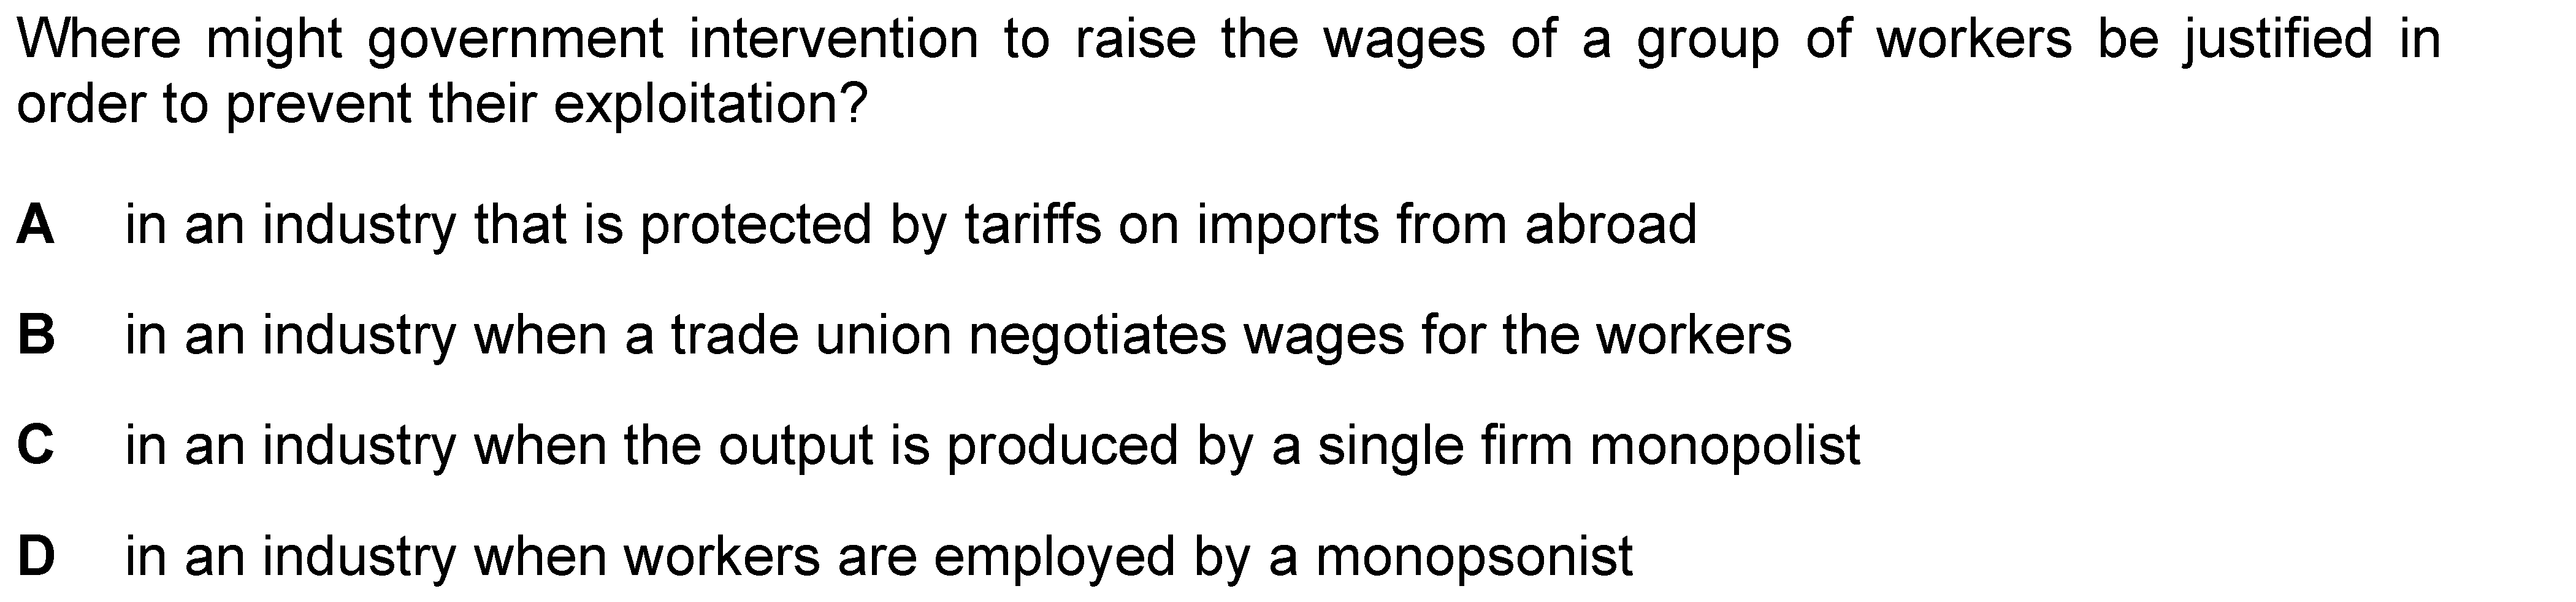 Where might government intervention to raise the wages of a group of workers be justified in
order to prevent their exploitation?
A in an industry that is protected by tariffs on imports from abroad
B in an industry when a trade union negotiates wages for the workers
C in an industry when the output is produced by a single firm monopolist
D in an industry when workers are employed by a monopsonist